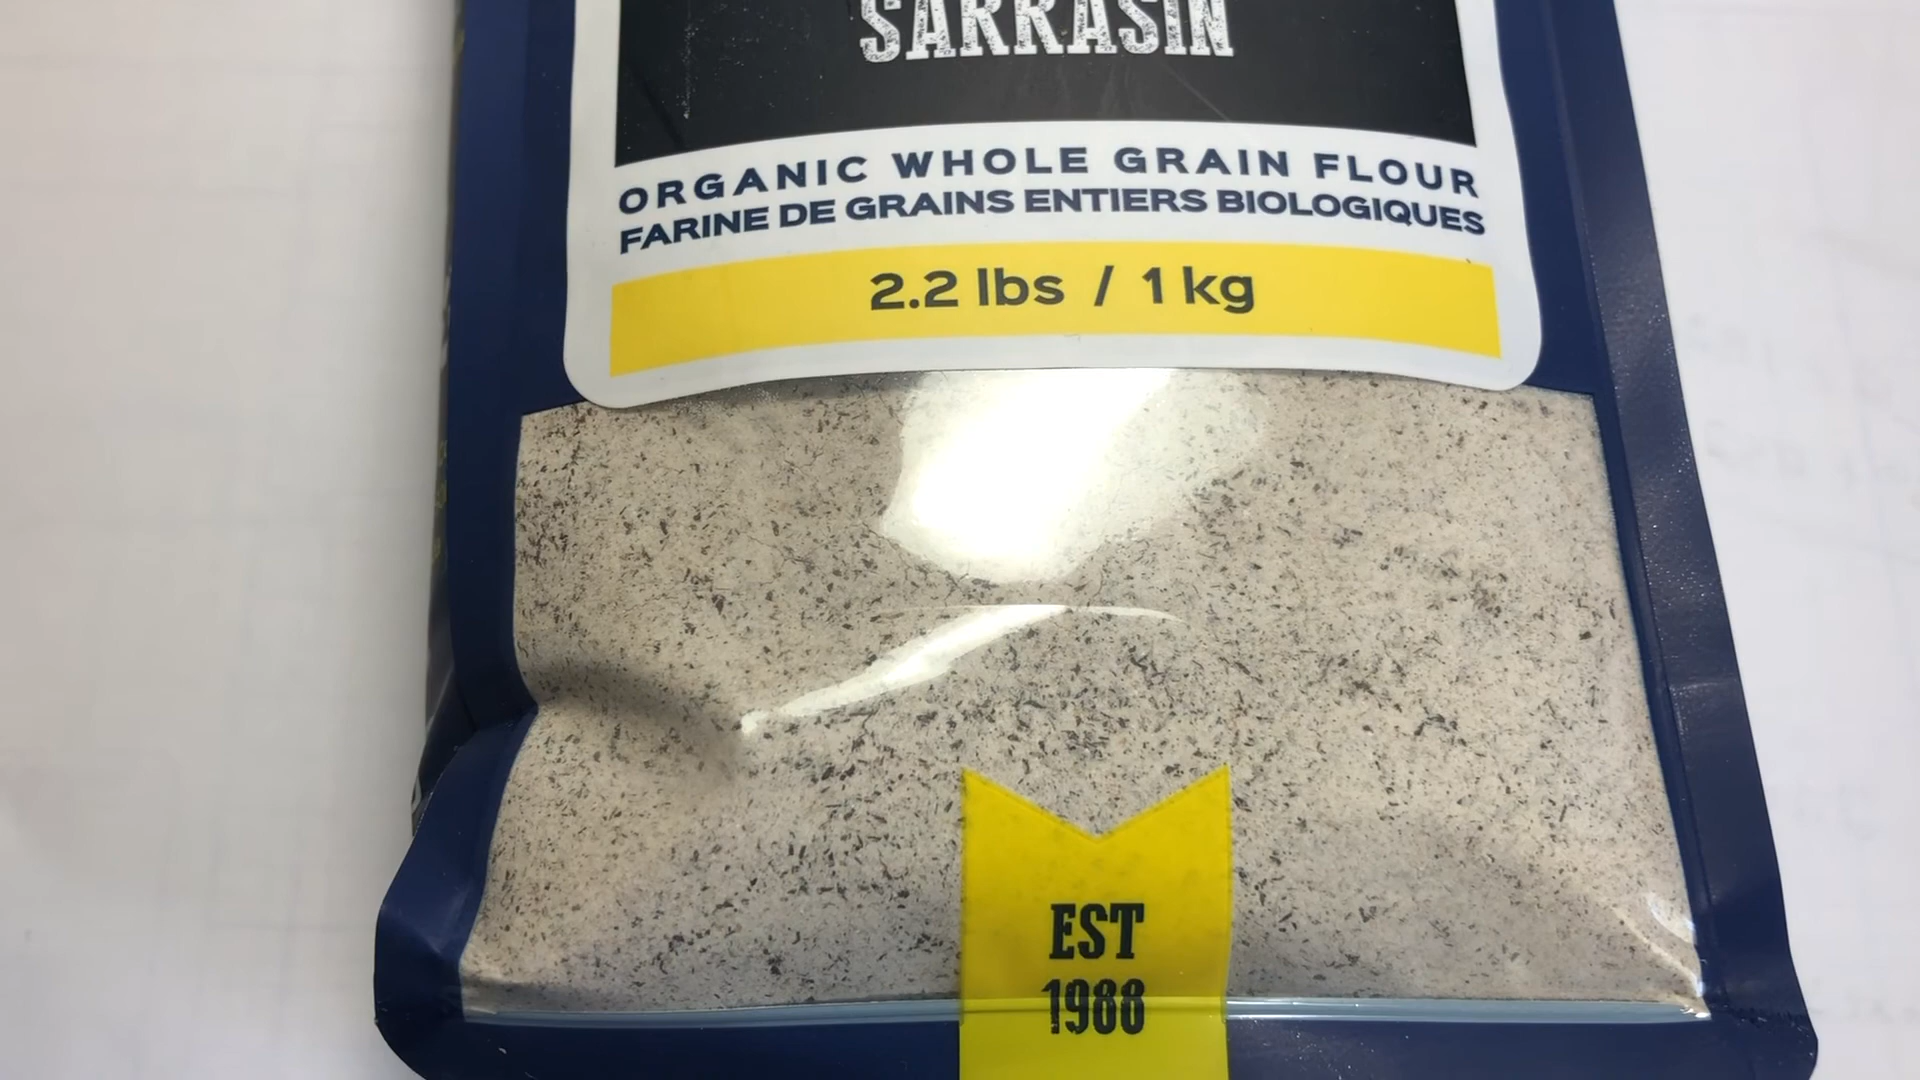 SARRASIN
ORGANIC WHOLE GRAIN FLOUR
FARINE DE GRAINS ENTIERS BIOLOGIQUES
2.2 lbs / 1 kg
EST
1988